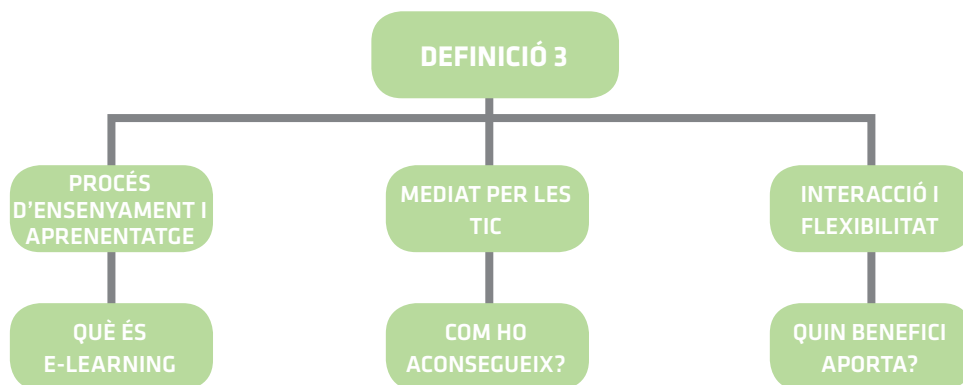 DEFINICIÓ 3
PROCÉS
D'ENSENYAMENT I
APRENENTATGE
MEDIAT PER LES
TIC
INTERACCIÓ I
FLEXIBILITAT
QUÈ ÉS
E-LEARNING
COM HO
ACONSEGUEIX?
QUIN BENEFICI
APORTA?